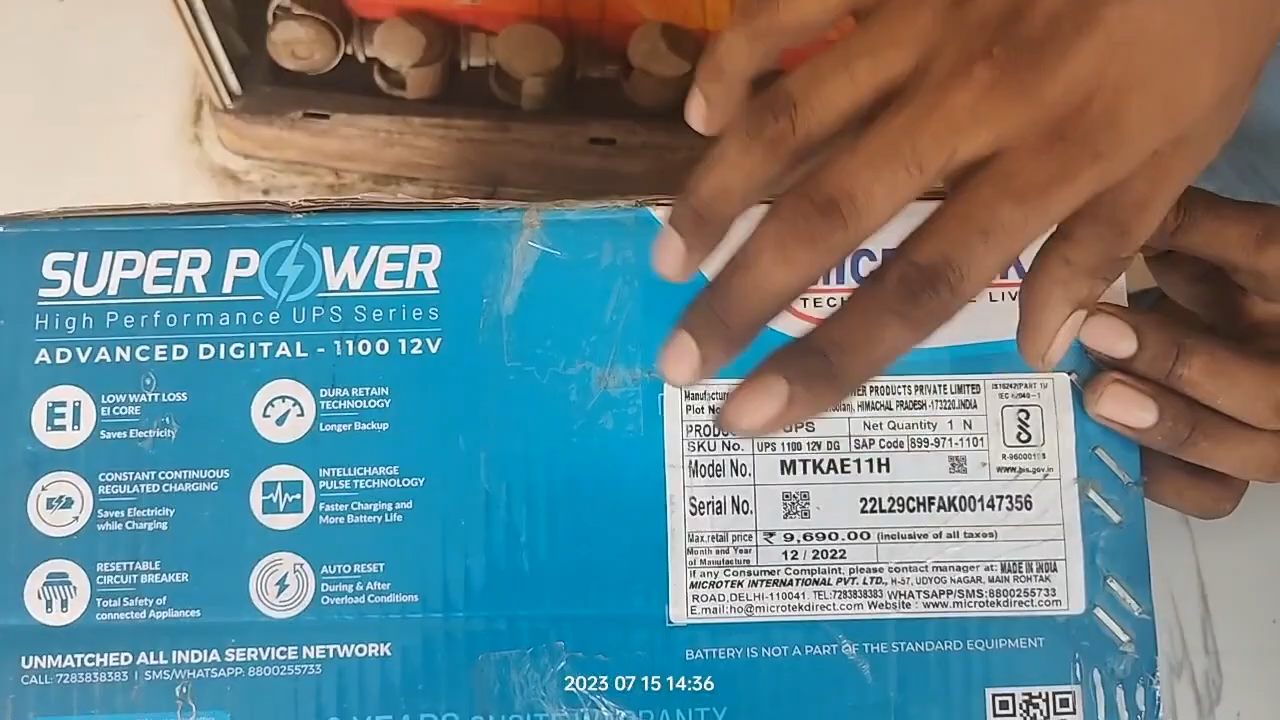 SUPER POWER
High Performance UPS Series
ADVANCED DIGITAL - 1100 12V
LOW WATT LOSS
EI CORE
Saves Electricity
DURA RETAIN
TECHNOLOGY
Longer Backup
CONSTANT CONTINUOUS
REGULATED CHARGING
Saves Electricity
while Charging
INTELLICHARGE
PULSE TECHNOLOGY
Faster Charging and
More Battery Life
RESETTABLE
CIRCUIT BREAKER
Total Safety of
connected Appliances
AUTO RESET
During & After
Overload Conditions
UNMATCHED ALL INDIA SERVICE NETWORK
CALL: 7283838383 | SMS/WHATSAPP: 8800255733
PRODUCTS PRIVATE LIMITED
Plot HIMACHAL PRADESH -173220.INDIA
UPS Net Quantity 1 N
SKU No. UPS 1100 12V DG SAP Code 899-971-1101
Model No. MTKAE11H
Serial No. 22L29CHFAK00147356
Max.retail price ₹ 9,690.00 (inclusive of all taxes)
Month and Year
of Manufacture 12 / 2022
If any Consumer Complaint, please contact manager at: MADE IN INDIA
MICROTEK INTERNATIONAL PVT. LTD., H-57, UDYOG NAGAR, MAIN ROHTAK
ROAD,DELHI-110041. TEL:7283838383 WHATSAPP/SMS:8800255733
E.mail:ho@microtekdirect.com Website : www.microtekdirect.com
www.bis.gov.in
BATTERY IS NOT A PART OF THE STANDARD EQUIPMENT
2023 07 15 14:36
YEARS ONSITE WARRANTY